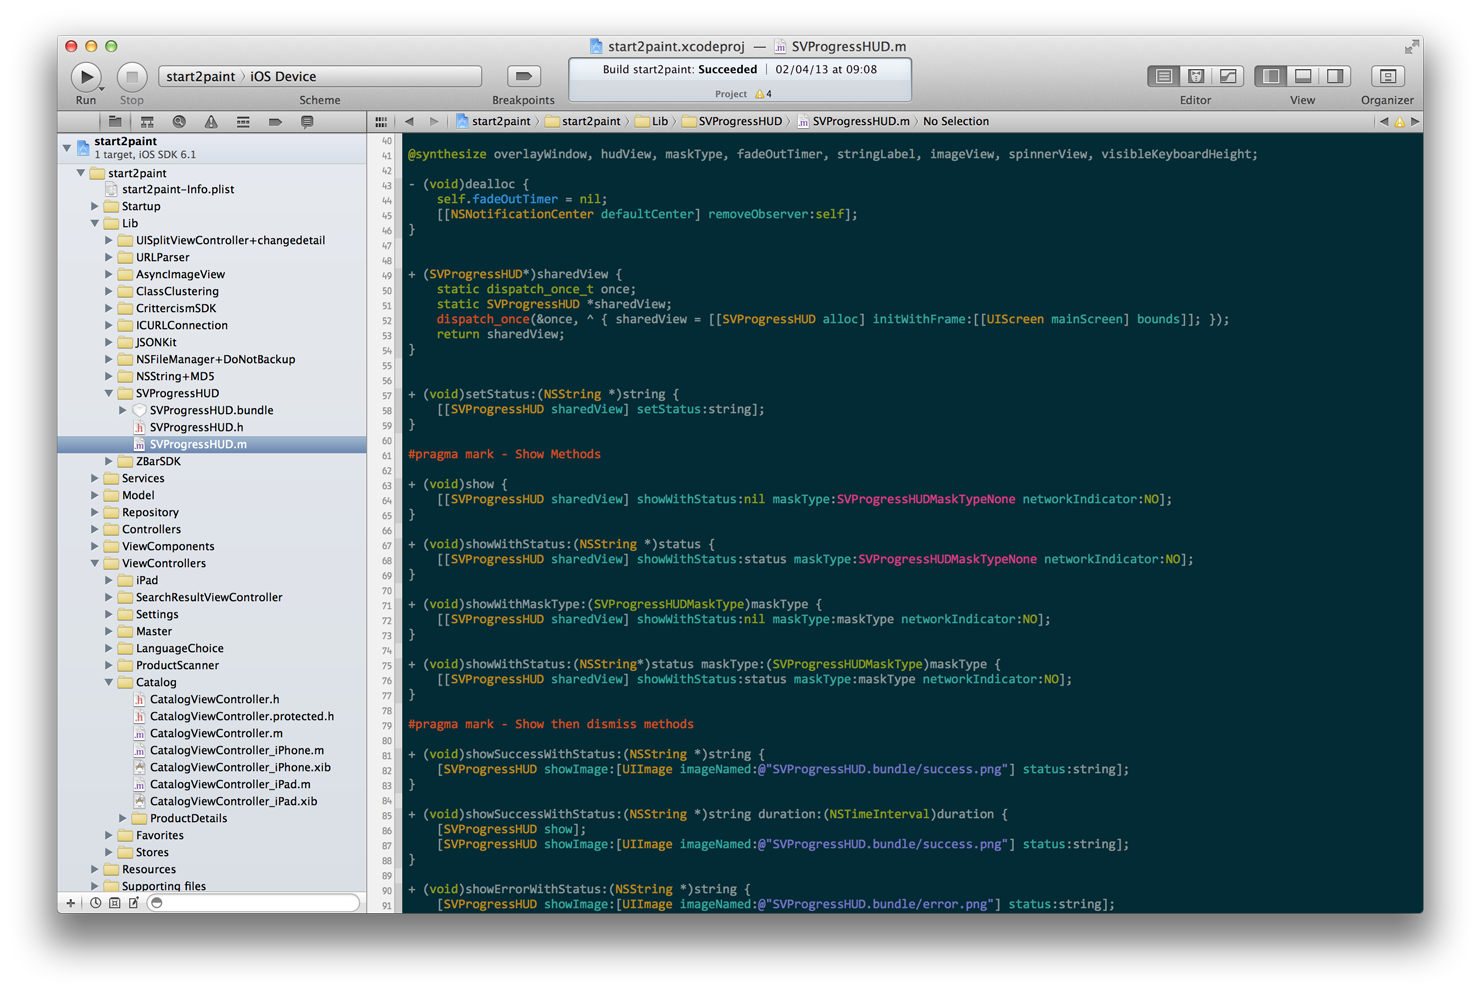 start2paint.xcodeproj — SVProgressHUD.m
start2paint 〉 iOS Device
Build start2paint: Succeeded | 02/04/13 at 09:08
Project 4
Run Stop Scheme Breakpoints Editor View Organizer
start2paint 〉 start2paint 〉 Lib 〉 SVProgressHUD 〉 SVProgressHUD.m 〉 No Selection
start2paint
1 target, iOS SDK 6.1
start2paint
start2paint-Info.plist
Startup
Lib
UISplitViewController+changedetail
URLParser
AsyncImageView
ClassClustering
CrittercismSDK
ICURLConnection
JSONKit
NSFileManager+DoNotBackup
NSString+MD5
SVProgressHUD
SVProgressHUD.bundle
SVProgressHUD.h
SVProgressHUD.m
ZBarSDK
Services
Model
Repository
Controllers
ViewComponents
ViewControllers
iPad
SearchResultViewController
Settings
Master
LanguageChoice
ProductScanner
Catalog
CatalogViewController.h
CatalogViewController.protected.h
CatalogViewController.m
CatalogViewController_iPhone.m
CatalogViewController_iPhone.xib
CatalogViewController_iPad.m
CatalogViewController_iPad.xib
ProductDetails
Favorites
Stores
Resources
Supporting files
40
41 @synthesize overlayWindow, hudView, maskType, fadeOutTimer, stringLabel, imageView, spinnerView, visibleKeyboardHeight;
42
43 - (void)dealloc {
44 self.fadeOutTimer = nil;
45 [[NSNotificationCenter defaultCenter] removeObserver:self];
46 }
47
48
49 + (SVProgressHUD*)sharedView {
50 static dispatch_once_t once;
51 static SVProgressHUD *sharedView;
52 dispatch_once(&once, ^ { sharedView = [[SVProgressHUD alloc] initWithFrame:[[UIScreen mainScreen] bounds]]; });
53 return sharedView;
54 }
55
56
57 + (void)setStatus:(NSString *)string {
58 [[SVProgressHUD sharedView] setStatus:string];
59 }
60
61 #pragma mark - Show Methods
62
63 + (void)show {
64 [[SVProgressHUD sharedView] showWithStatus:nil maskType:SVProgressHUDMaskTypeNone networkIndicator:NO];
65 }
66
67 + (void)showWithStatus:(NSString *)status {
68 [[SVProgressHUD sharedView] showWithStatus:status maskType:SVProgressHUDMaskTypeNone networkIndicator:NO];
69 }
70
71 + (void)showWithMaskType:(SVProgressHUDMaskType)maskType {
72 [[SVProgressHUD sharedView] showWithStatus:nil maskType:maskType networkIndicator:NO];
73 }
74
75 + (void)showWithStatus:(NSString*)status maskType:(SVProgressHUDMaskType)maskType {
76 [[SVProgressHUD sharedView] showWithStatus:status maskType:maskType networkIndicator:NO];
77 }
78
79 #pragma mark - Show then dismiss methods
80
81 + (void)showSuccessWithStatus:(NSString *)string {
82 [SVProgressHUD showImage:[UIImage imageNamed:@"SVProgressHUD.bundle/success.png"] status:string];
83 }
84
85 + (void)showSuccessWithStatus:(NSString *)string duration:(NSTimeInterval)duration {
86 [SVProgressHUD show];
87 [SVProgressHUD showImage:[UIImage imageNamed:@"SVProgressHUD.bundle/success.png"] status:string];
88 }
89
90 + (void)showErrorWithStatus:(NSString *)string {
91 [SVProgressHUD showImage:[UIImage imageNamed:@"SVProgressHUD.bundle/error.png"] status:string];